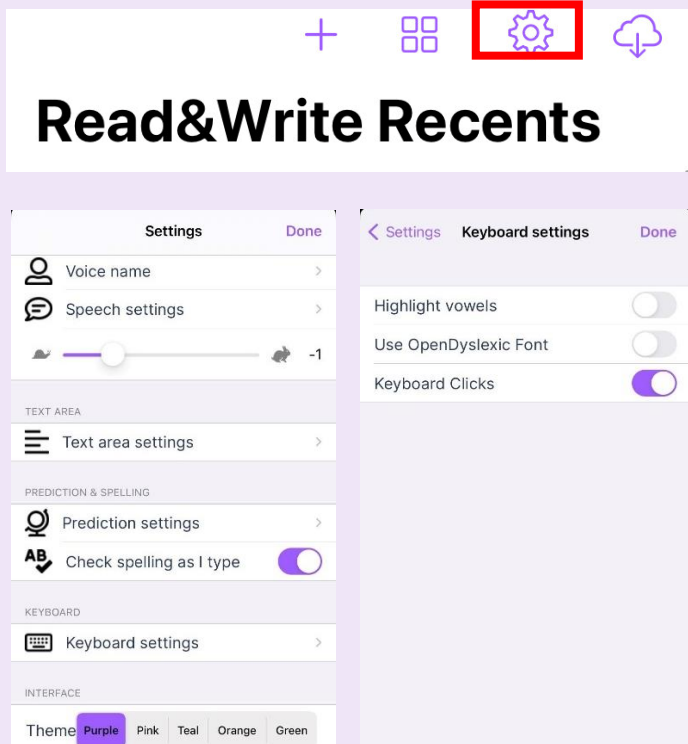 Read&Write Recents
Settings Done
Voice name
Speech settings
-1
TEXT AREA
Text area settings
PREDICTION & SPELLING
Prediction settings
AB Check spelling as I type
KEYBOARD
Keyboard settings
INTERFACE
Theme Purple Pink Teal Orange Green
Settings Keyboard settings Done
Highlight vowels
Use OpenDyslexic Font
Keyboard Clicks